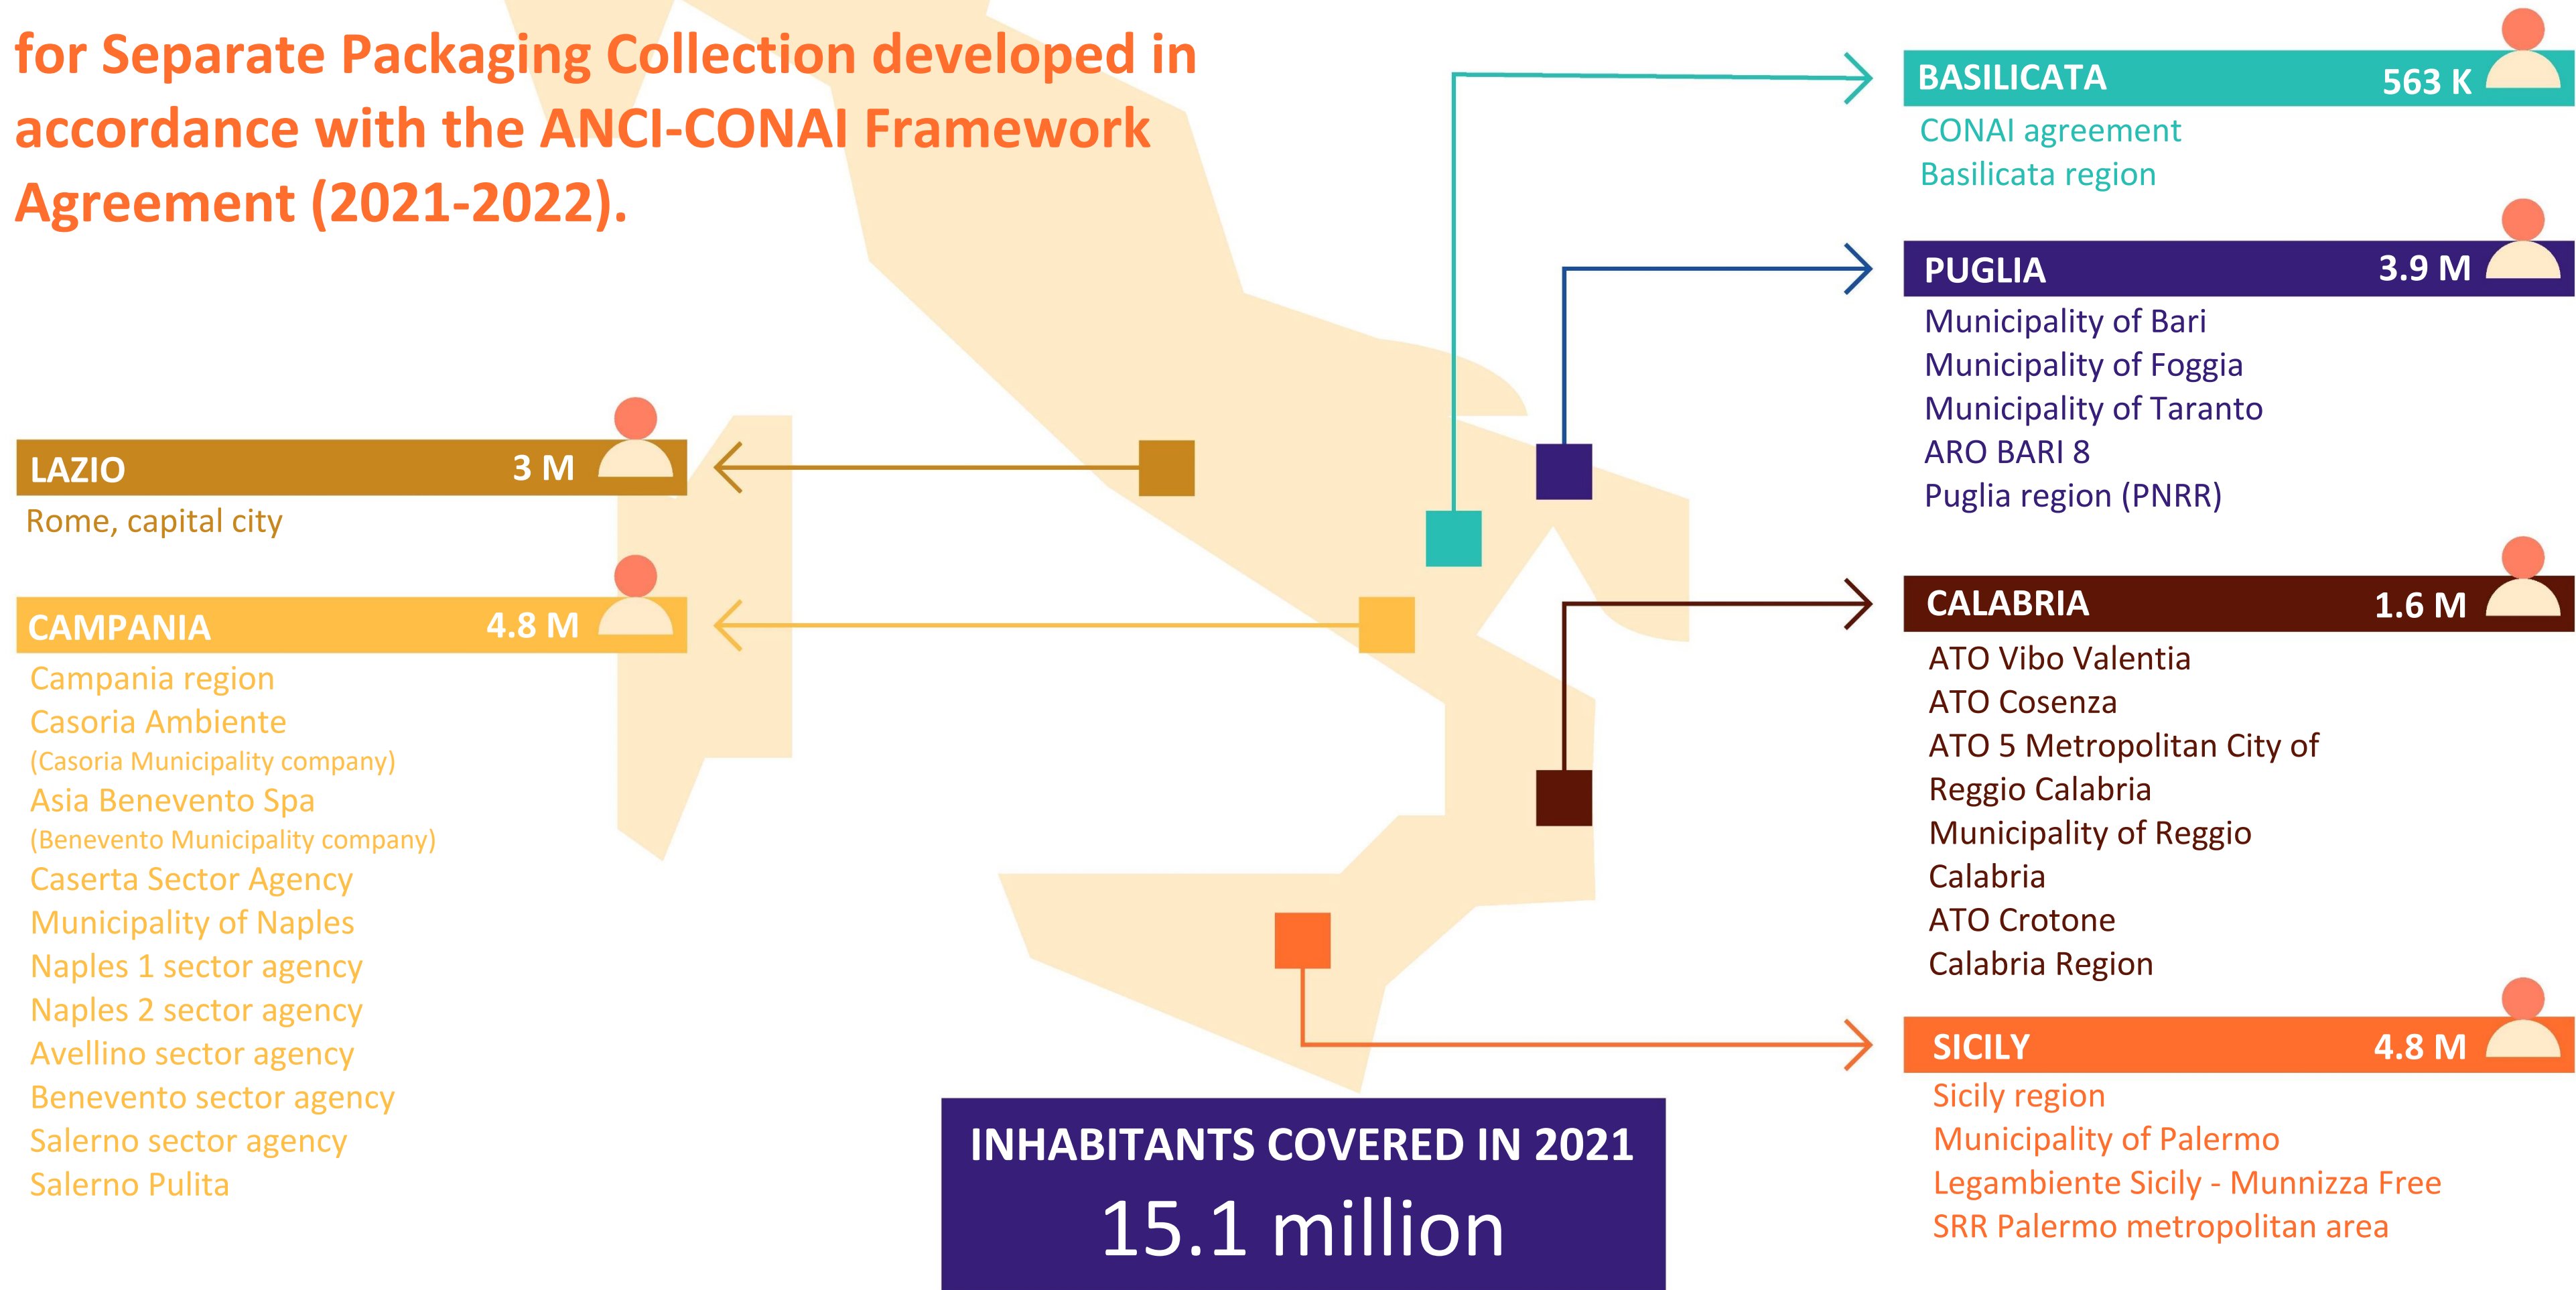 for Separate Packaging Collection developed in
accordance with the ANCI-CONAI Framework
Agreement (2021-2022).
LAZIO 3 M
Rome, capital city
CAMPANIA 4.8 M
Campania region
Casoria Ambiente
(Casoria Municipality company)
Asia Benevento Spa
(Benevento Municipality company)
Caserta Sector Agency
Municipality of Naples
Naples 1 sector agency
Naples 2 sector agency
Avellino sector agency
Benevento sector agency
Salerno sector agency
Salerno Pulita
BASILICATA 563 K
CONAI agreement
Basilicata region
PUGLIA 3.9 M
Municipality of Bari
Municipality of Foggia
Municipality of Taranto
ARO BARI 8
Puglia region (PNRR)
CALABRIA 1.6 M
ATO Vibo Valentia
ATO Cosenza
ATO 5 Metropolitan City of
Reggio Calabria
Municipality of Reggio
Calabria
ATO Crotone
Calabria Region
SICILY 4.8 M
Sicily region
Municipality of Palermo
Legambiente Sicily - Munnizza Free
SRR Palermo metropolitan area
INHABITANTS COVERED IN 2021
15.1 million